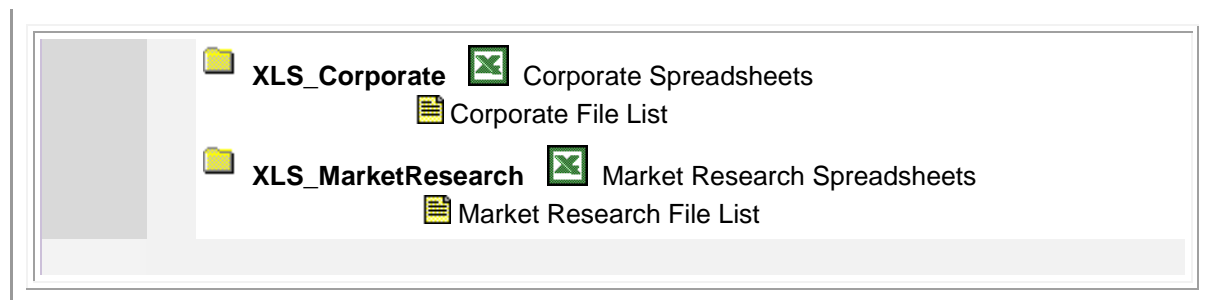 XLS_Corporate Corporate Spreadsheets
Corporate File List
XLS_MarketResearch Market Research Spreadsheets
Market Research File List